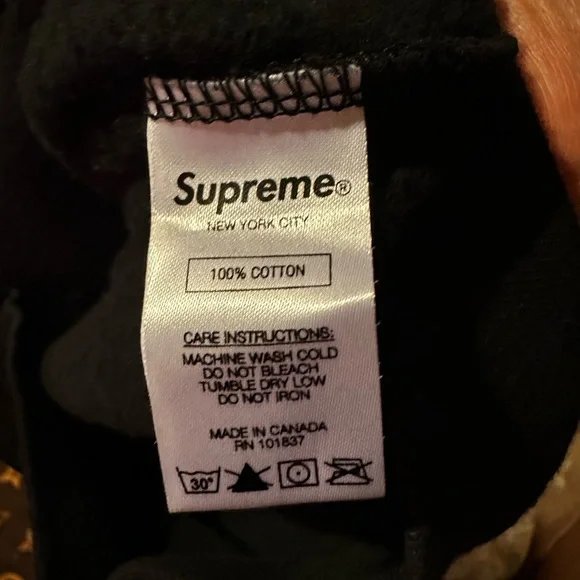 Supreme®
NEW YORK CITY
100% COTTON
CARE INSTRUCTIONS:
MACHINE WASH COLD
DO NOT BLEACH
TUMBLE DRY LOW
DO NOT IRON
MADE IN CANADA
RN 101837
30°